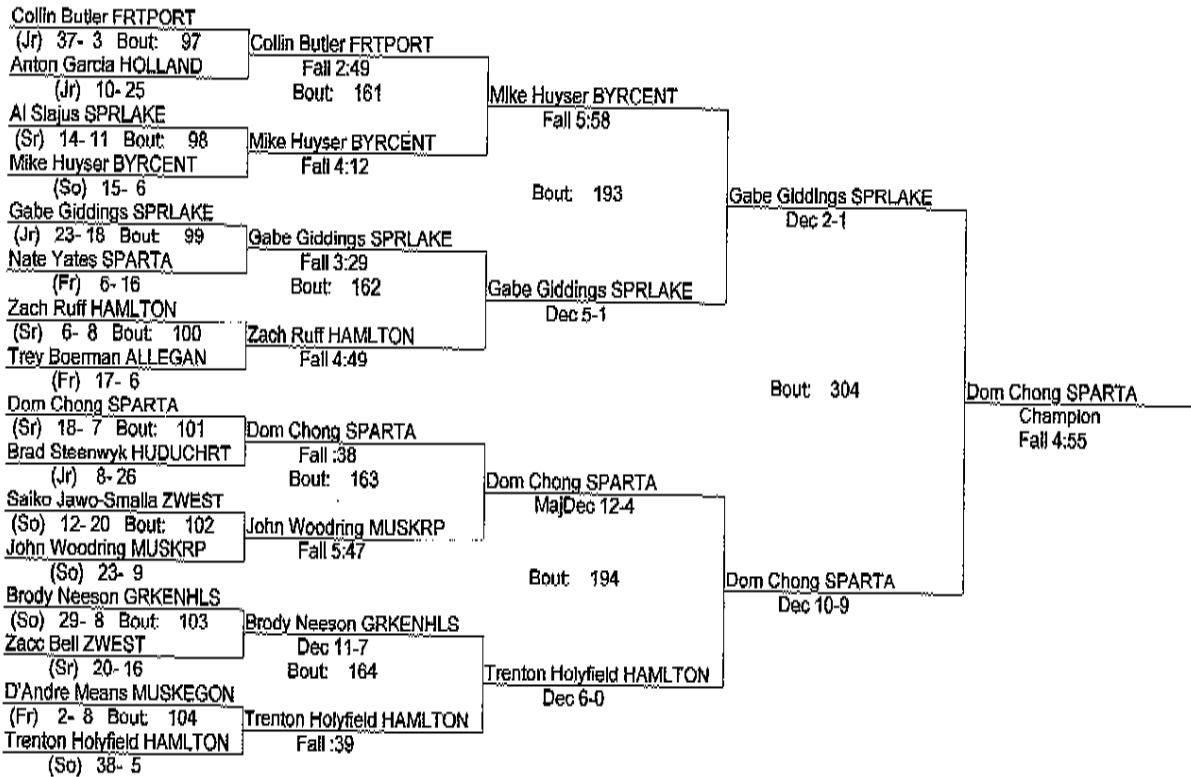 Collin Butler FRTPORT
(Jr) 37- 3 Bout: 97
Anton Garcia HOLLAND
(Jr) 10- 25
Al Slajus SPRLAKE
(Sr) 14- 11 Bout: 98
Mike Huyser BYRCENT
(So) 15- 6
Gabe Giddings SPRLAKE
(Jr) 23- 18 Bout: 99
Nate Yates SPARTA
(Fr) 6- 16
Zach Ruff HAMLTON
(Sr) 6- 8 Bout: 100
Trey Boerman ALLEGAN
(Fr) 17- 6
Dom Chong SPARTA
(Sr) 18- 7 Bout: 101
Brad Steenwyk HUDUCHRT
(Jr) 8- 26
Saiko Jawo-Smalla ZWEST
(So) 12- 20 Bout: 102
John Woodring MUSKRP
(So) 23- 9
Brody Neeson GRKENHLS
(So) 29- 8 Bout: 103
Zacc Bell ZWEST
(Sr) 20- 16
D'Andre Means MUSKEGON
(Fr) 2- 8 Bout: 104
Trenton Holyfield HAMLTON
(So) 38- 5
Collin Butler FRTPORT
Fall 2:49
Bout: 161
Mike Huyser BYRCENT
Fall 4:12
Gabe Giddings SPRLAKE
Fall 3:29
Bout: 162
Zach Ruff HAMLTON
Fall 4:49
Dom Chong SPARTA
Fall :38
Bout: 163
John Woodring MUSKRP
Fall 5:47
Brody Neeson GRKENHLS
Dec 11-7
Bout: 164
Trenton Holyfield HAMLTON
Fall :39
Mike Huyser BYRCENT
Fall 5:58
Bout: 193
Gabe Giddings SPRLAKE
Dec 5-1
Dom Chong SPARTA
MajDec 12-4
Bout: 194
Trenton Holyfield HAMLTON
Dec 6-0
Gabe Giddings SPRLAKE
Dec 2-1
Bout: 304
Dom Chong SPARTA
Dec 10-9
Dom Chong SPARTA
Champion
Fall 4:55